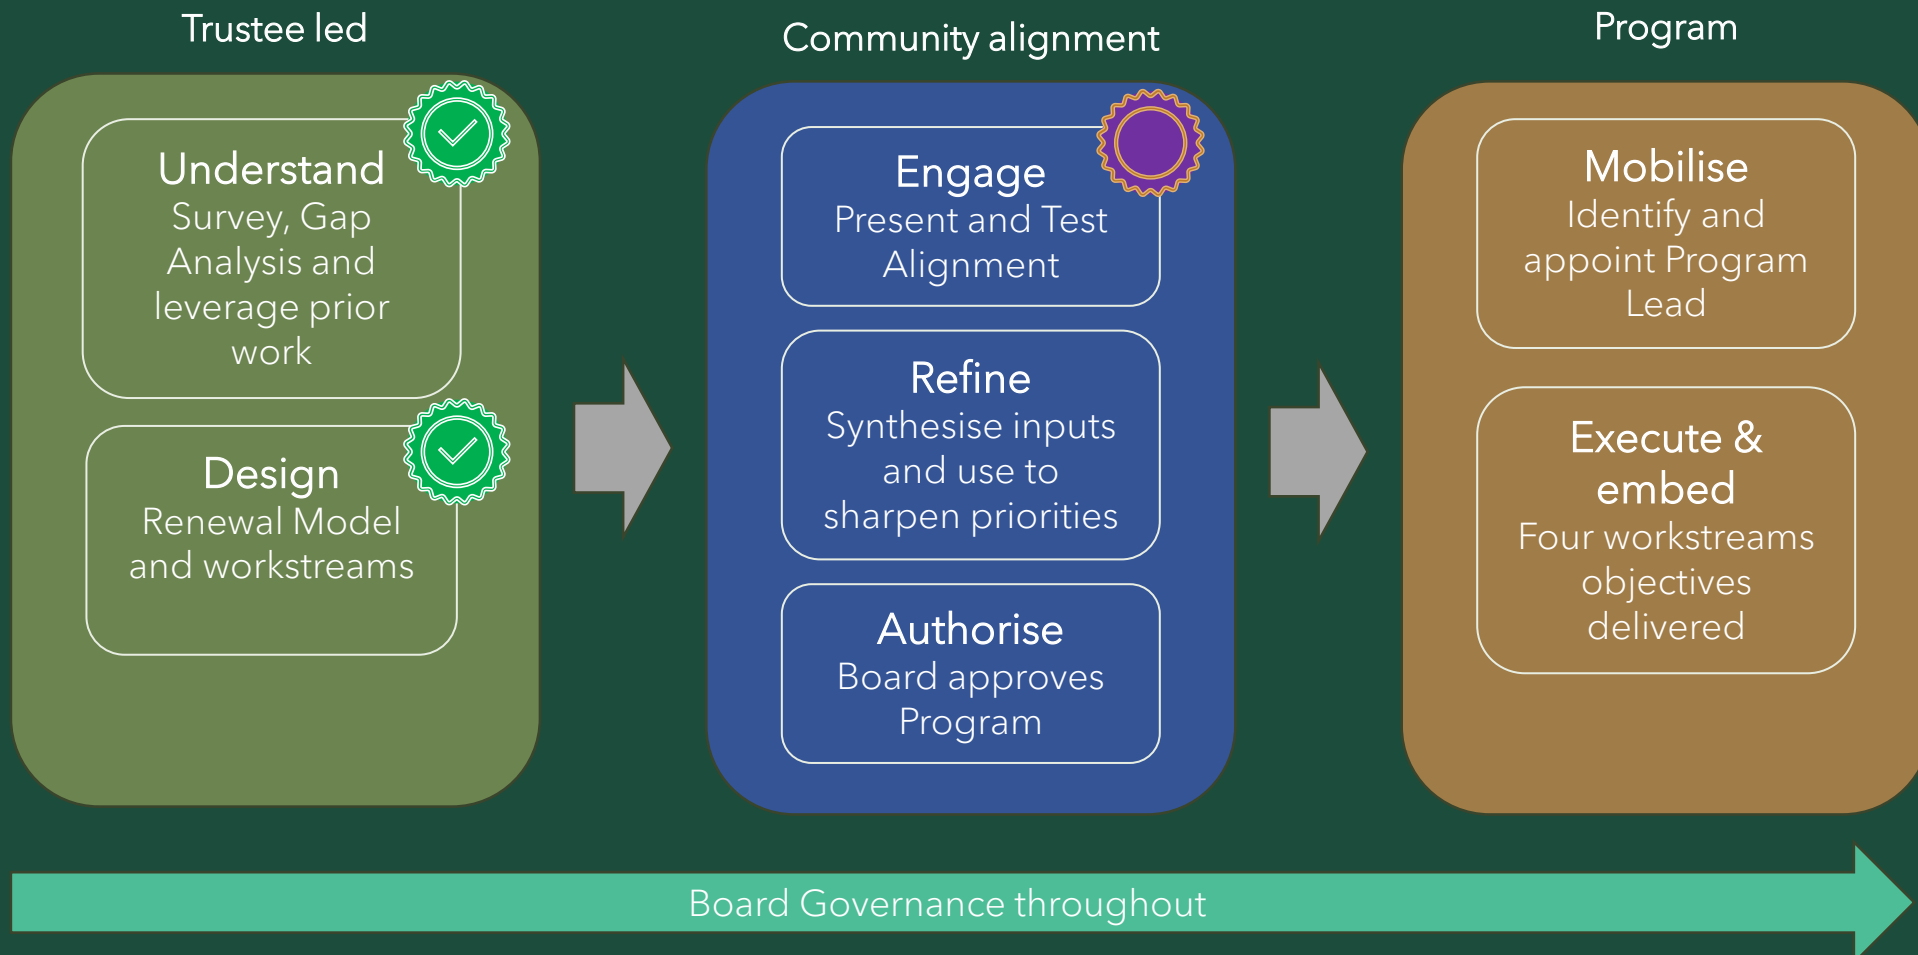 Trustee led
Understand
Survey, Gap
Analysis and
leverage prior
work
Design
Renewal Model
and workstreams
Community alignment
Engage
Present and Test
Alignment
Refine
Synthesise inputs
and use to
sharpen priorities
Authorise
Board approves
Program
Program
Mobilise
Identify and
appoint Program
Lead
Execute &
embed
Four workstreams
objectives
delivered
Board Governance throughout